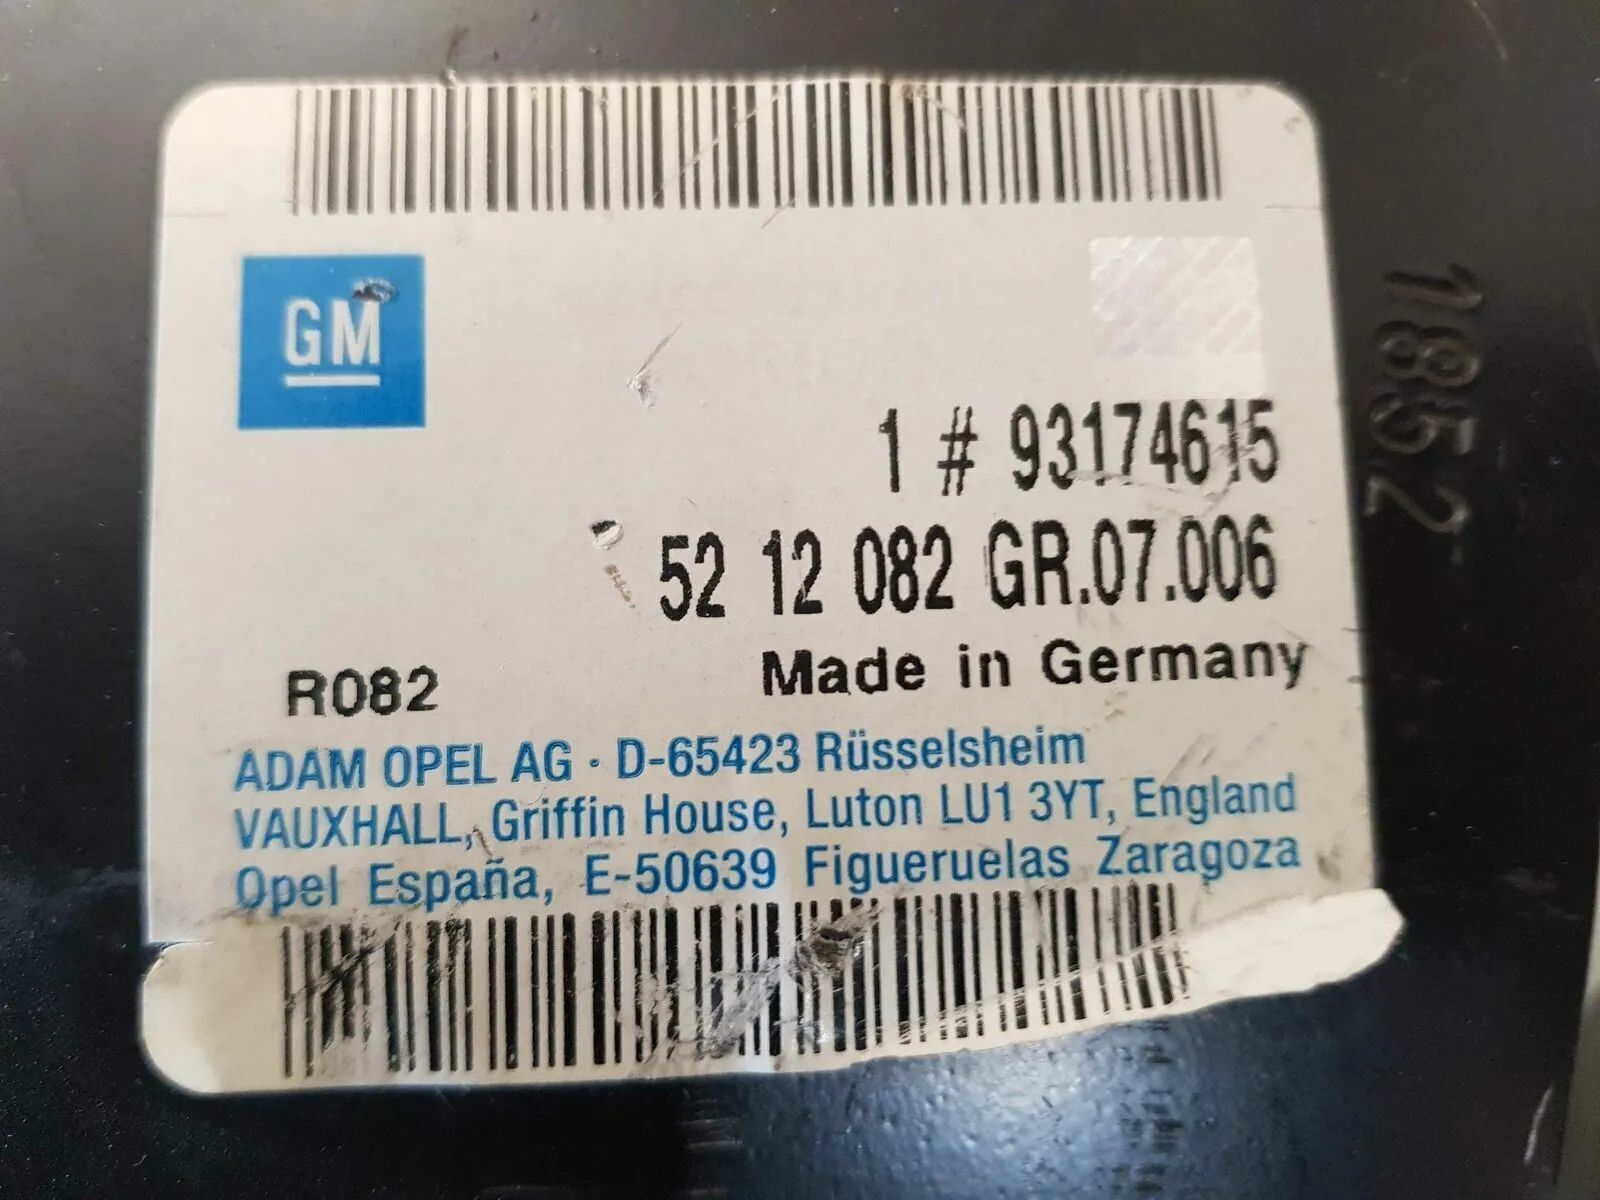 GM
1 # 93174615
52 12 082 GR.07.006
Made in Germany
R082
ADAM OPEL AG · D-65423 Rüsselsheim
VAUXHALL, Griffin House, Luton LU1 3YT, England
Opel España, E-50639 Figueruelas Zaragoza
1852